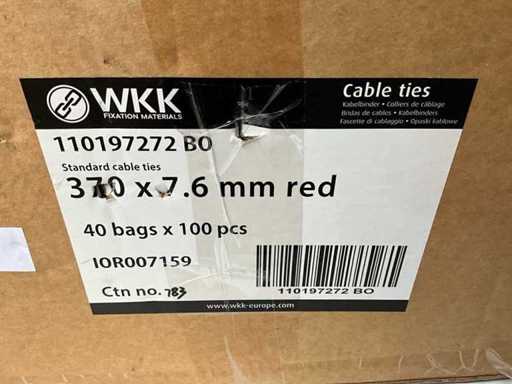 WKK
FIXATION MATERIALS
Cable ties
Kabelbinder • Colliers de câblage
Bridas de cables • Kabelbinders
Fascette di cablaggio • Opaski kablowe
110197272 BO
Standard cable ties
370 x 7.6 mm red
40 bags x 100 pcs
IOR007159
Ctn no. 783
110197272 BO
www.wkk-europe.com